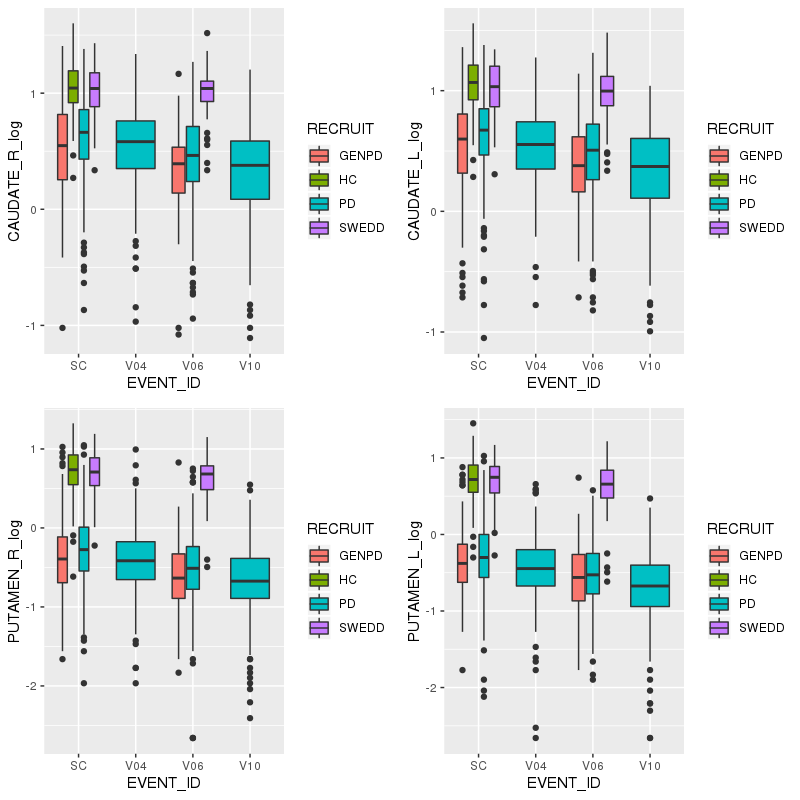 CAUDATE_R_log
1
0
-1
SC V04 V06 V10
EVENT_ID
RECRUIT
GENPD
HC
PD
SWEDD
CAUDATE_L_log
1
0
-1
SC V04 V06 V10
EVENT_ID
RECRUIT
GENPD
HC
PD
SWEDD
PUTAMEN_R_log
1
0
-1
-2
SC V04 V06 V10
EVENT_ID
RECRUIT
GENPD
HC
PD
SWEDD
PUTAMEN_L_log
1
0
-1
-2
SC V04 V06 V10
EVENT_ID
RECRUIT
GENPD
HC
PD
SWEDD